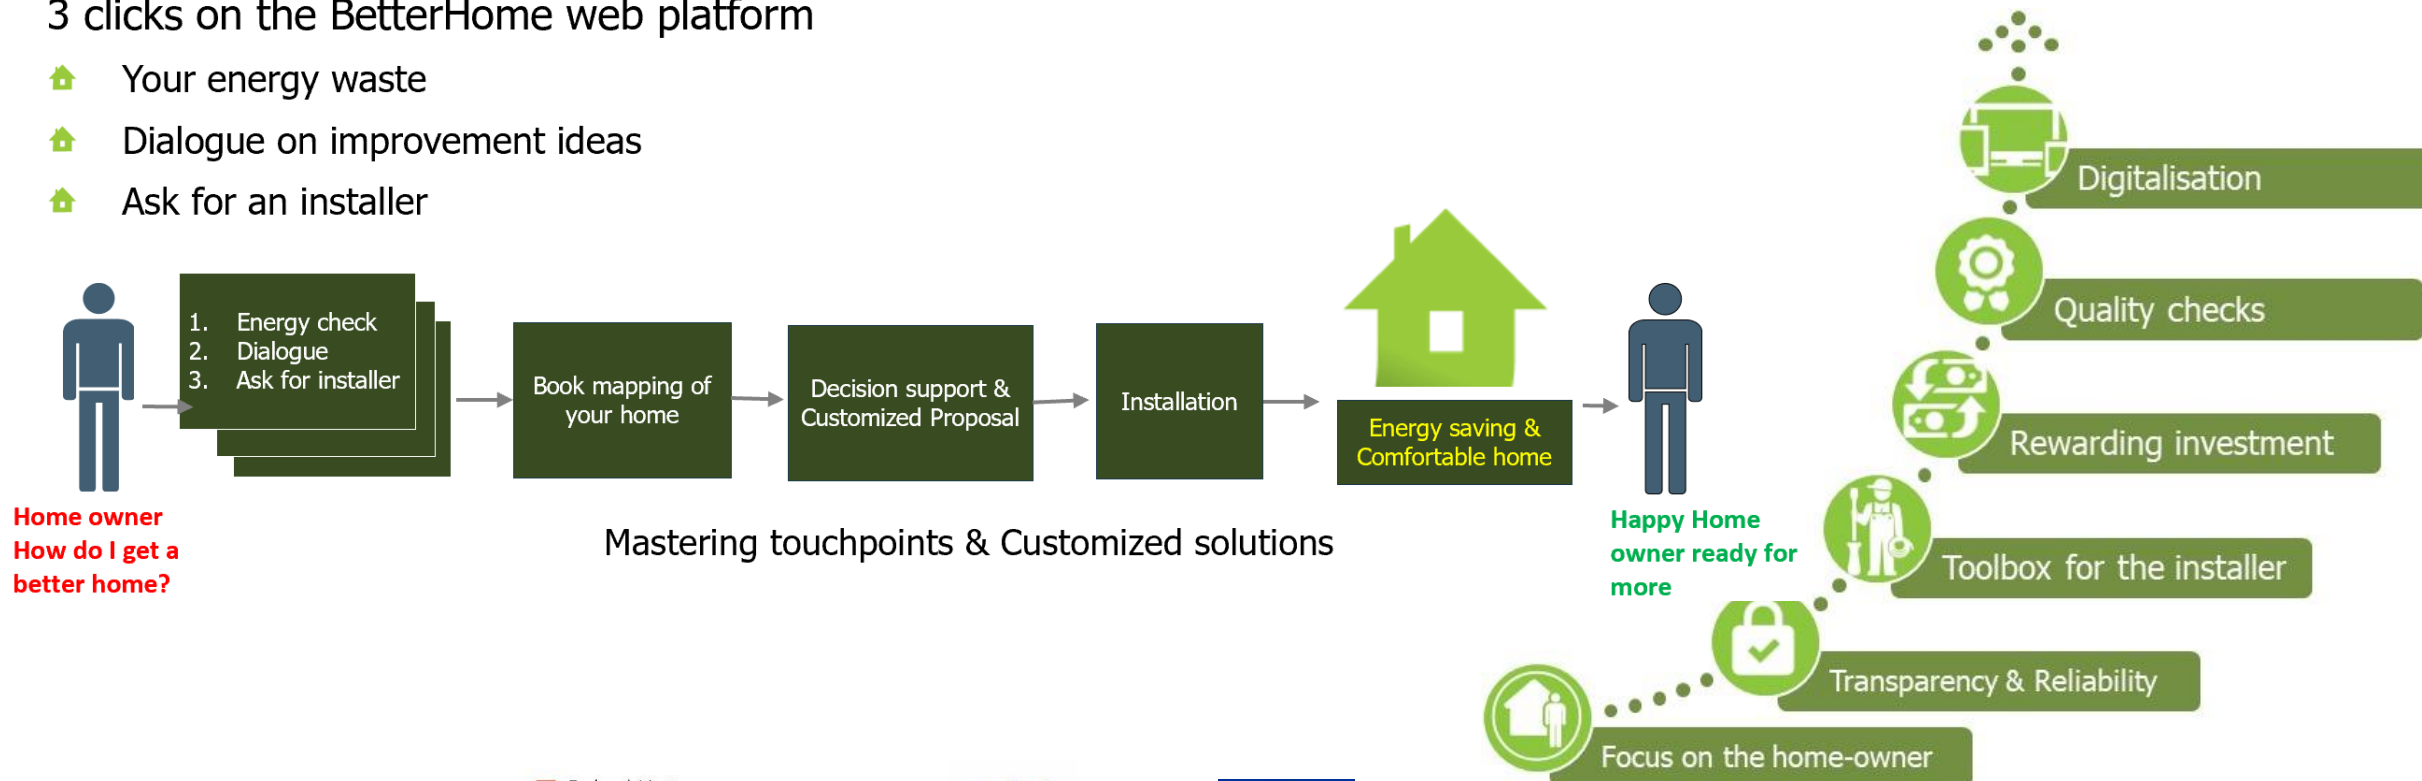 3 clicks on the BetterHome web platform
Your energy waste
Dialogue on improvement ideas
Ask for an installer
1. Energy check
2. Dialogue
3. Ask for installer
Book mapping of
your home
Decision support &
Customized Proposal
Installation
Energy saving &
Comfortable home
Home owner
How do I get a
better home?
Happy Home
owner ready for
more
Mastering touchpoints & Customized solutions
Digitalisation
Quality checks
Rewarding investment
Toolbox for the installer
Transparency & Reliability
Focus on the home-owner